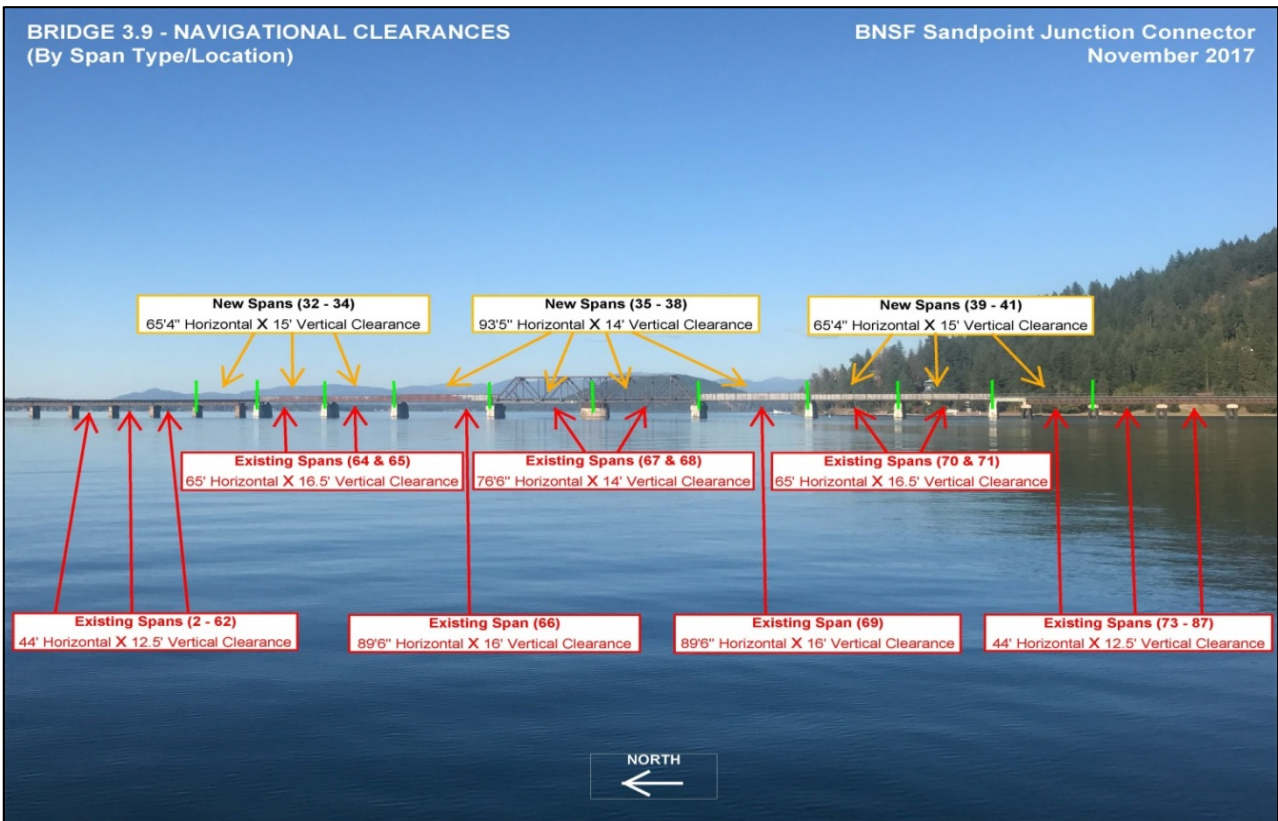 BRIDGE 3.9 - NAVIGATIONAL CLEARANCES
(By Span Type/Location)
BNSF Sandpoint Junction Connector
November 2017
New Spans (32 - 34)
65'4" Horizontal X 15' Vertical Clearance
New Spans (35 - 38)
93'5" Horizontal X 14' Vertical Clearance
New Spans (39 - 41)
65'4" Horizontal X 15' Vertical Clearance
Existing Spans (64 & 65)
65' Horizontal X 16.5' Vertical Clearance
Existing Spans (67 & 68)
76'6" Horizontal X 14' Vertical Clearance
Existing Spans (70 & 71)
65' Horizontal X 16.5' Vertical Clearance
Existing Spans (2 - 62)
44' Horizontal X 12.5' Vertical Clearance
Existing Span (66)
89'6" Horizontal X 16' Vertical Clearance
Existing Span (69)
89'6" Horizontal X 16' Vertical Clearance
Existing Spans (73 - 87)
44' Horizontal X 12.5' Vertical Clearance
NORTH